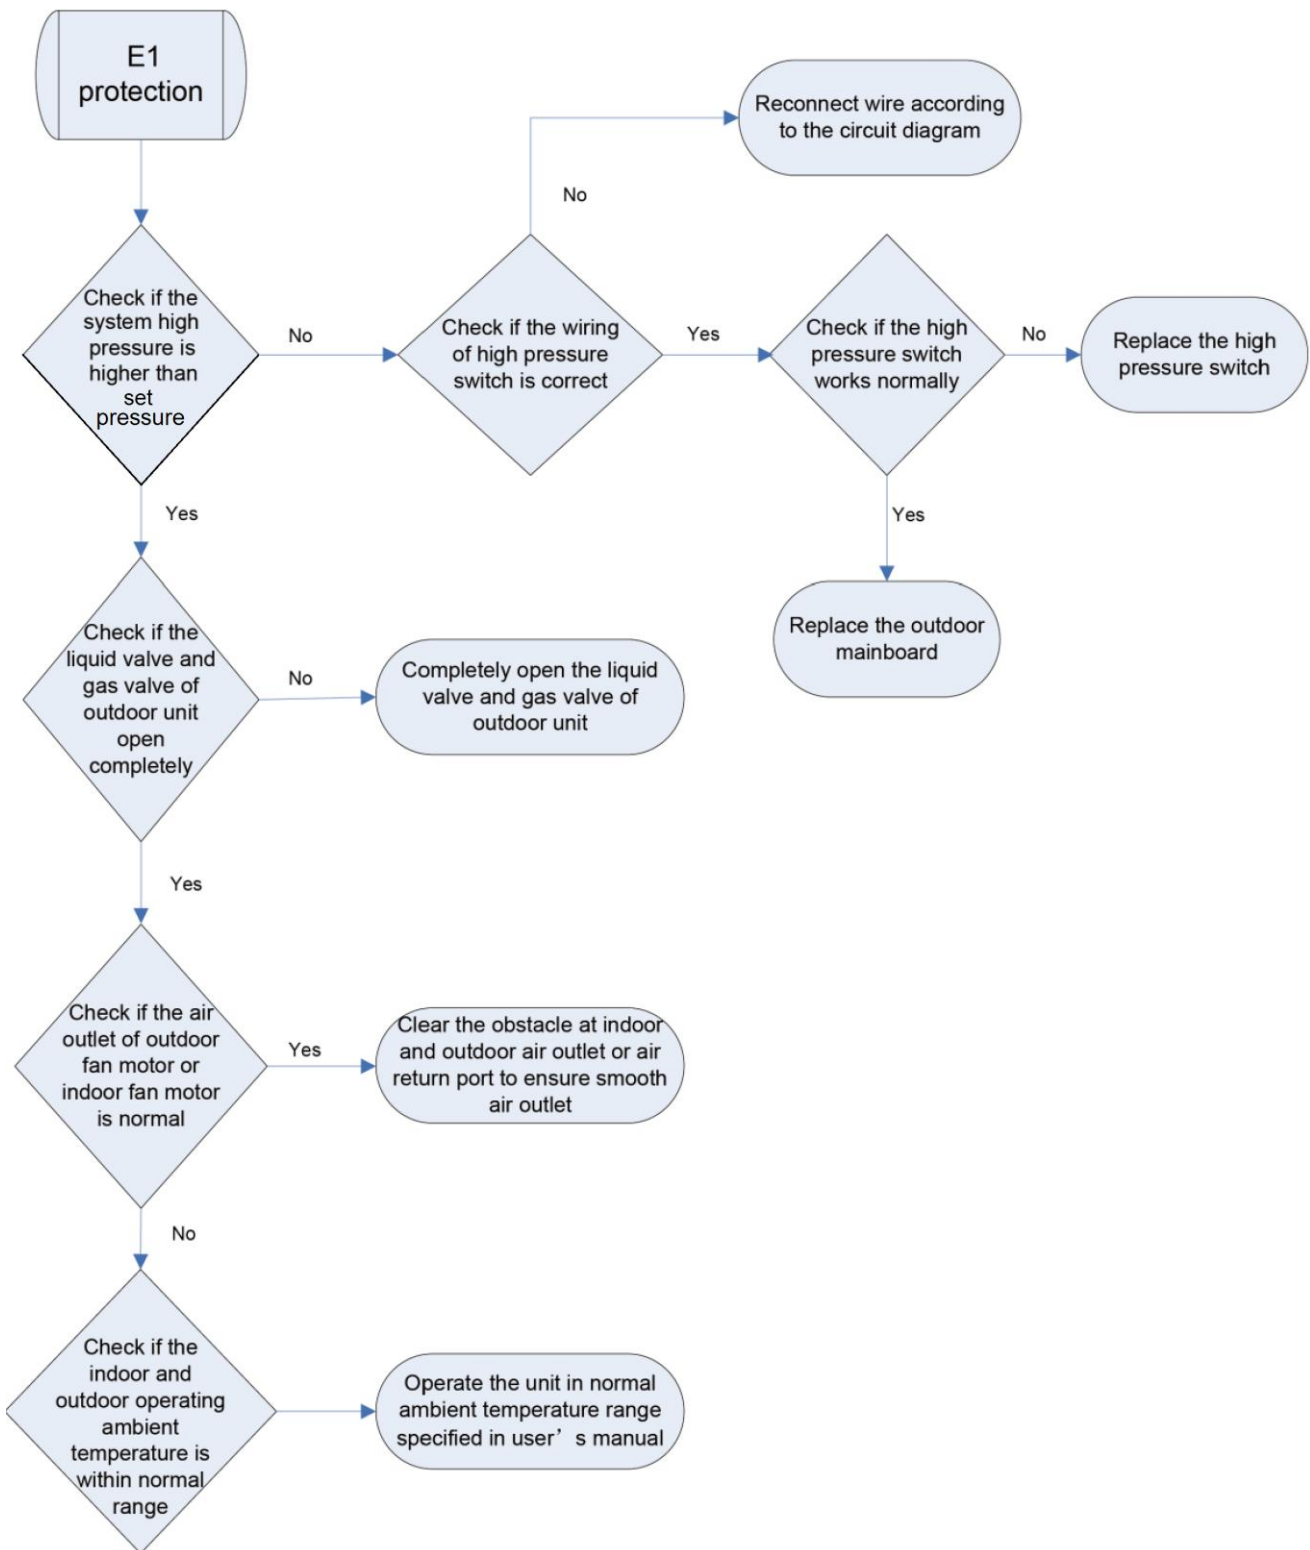 E1
protection
Reconnect wire according
to the circuit diagram
No
Check if the
system high
pressure is
higher than
set
pressure
No
Check if the wiring
of high pressure
switch is correct
Yes
Check if the high
pressure switch
works normally
No
Replace the high
pressure switch
Yes
Yes
Replace the outdoor
mainboard
Check if the
liquid valve and
gas valve of
outdoor unit
open
completely
No
Completely open the liquid
valve and gas valve of
outdoor unit
Yes
Check if the air
outlet of outdoor
fan motor or
indoor fan motor
is normal
Yes
Clear the obstacle at indoor
and outdoor air outlet or air
return port to ensure smooth
air outlet
No
Check if the
indoor and
outdoor operating
ambient
temperature is
within normal
range
Operate the unit in normal
ambient temperature range
specified in user’s manual